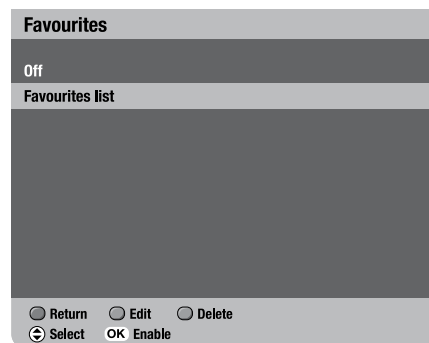 Favourites
Off
Favourites list
Return Edit Delete
Select OK Enable